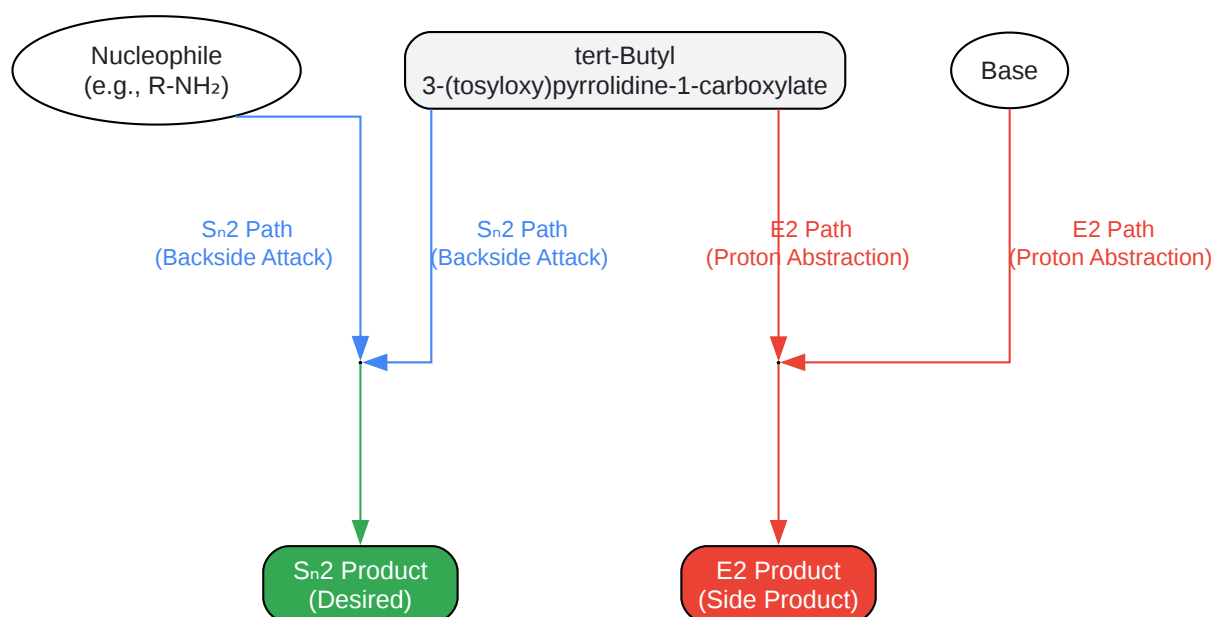 Nucleophile
(e.g., R-NH₂)
tert-Butyl
3-(tosyloxy)pyrrolidine-1-carboxylate
Base
Sₙ2 Path
(Backside Attack)
Sₙ2 Path
(Backside Attack)
E2 Path
(Proton Abstraction)
E2 Path
(Proton Abstraction)
Sₙ2 Product
(Desired)
E2 Product
(Side Product)